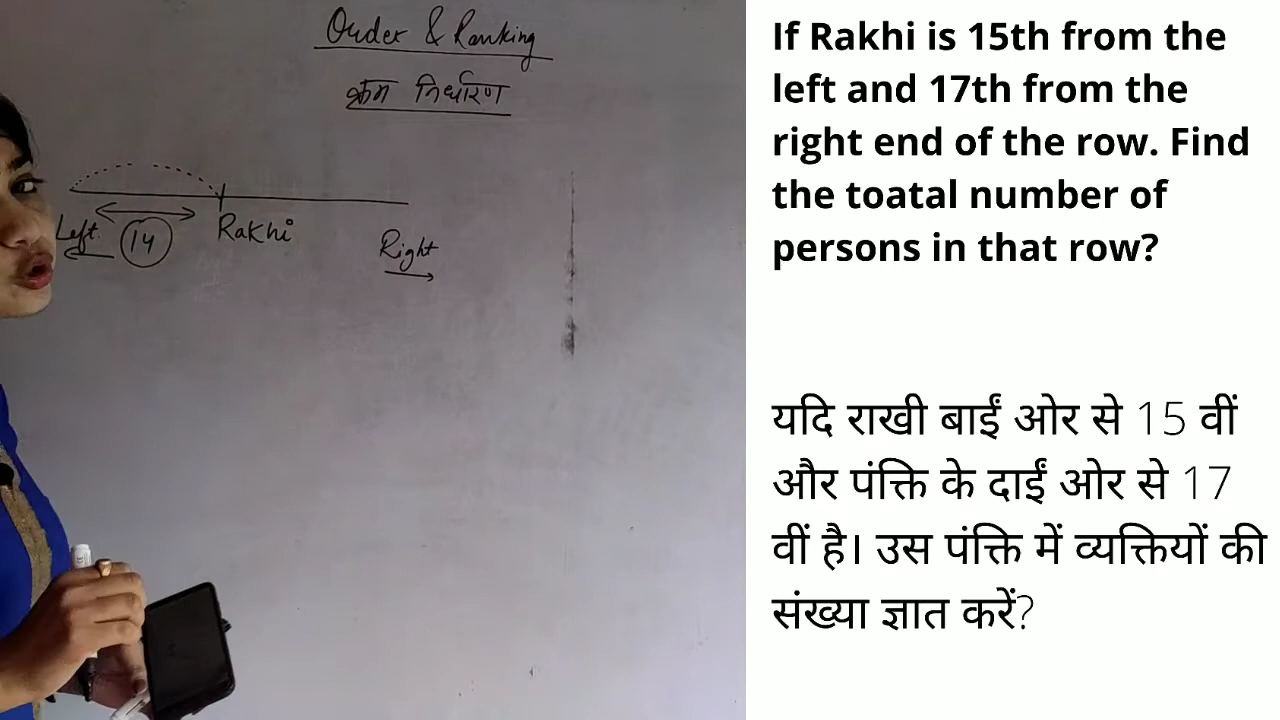 Order & Ranking
क्रम निर्धारण
Left
14
Rakhi
Right
If Rakhi is 15th from the
left and 17th from the
right end of the row. Find
the toatal number of
persons in that row?
यदि राखी बाईं ओर से 15 वीं
और पंक्ति के दाईं ओर से 17
वीं है। उस पंक्ति में व्यक्तियों की
संख्या ज्ञात करें?